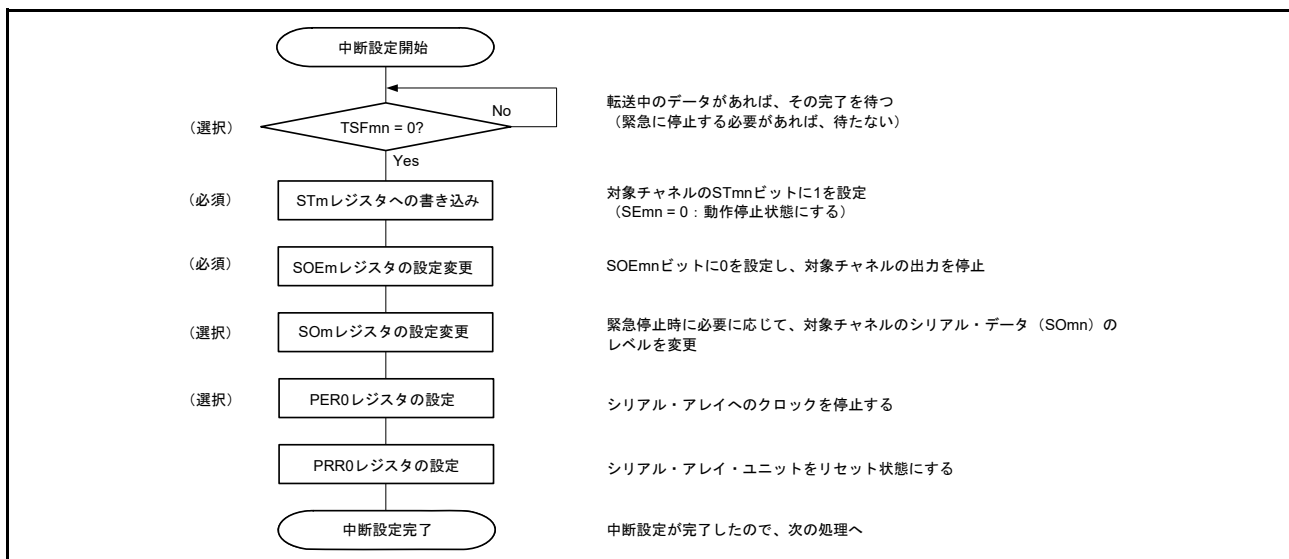 中断設定開始
No
転送中のデータがあれば、その完了を待つ
（緊急に停止する必要があれば、待たない）
（選択）
TSFmn = 0?
Yes
（必須）
STmレジスタへの書き込み
対象チャネルのSTmnビットに1を設定
（SEmn = 0：動作停止状態にする）
（必須）
SOEmレジスタの設定変更
SOEmnビットに0を設定し、対象チャネルの出力を停止
（選択）
SOmレジスタの設定変更
緊急停止時に必要に応じて、対象チャネルのシリアル・データ（SOmn）の
レベルを変更
（選択）
PER0レジスタの設定
シリアル・アレイへのクロックを停止する
PRR0レジスタの設定
シリアル・アレイ・ユニットをリセット状態にする
中断設定完了
中断設定が完了したので、次の処理へ